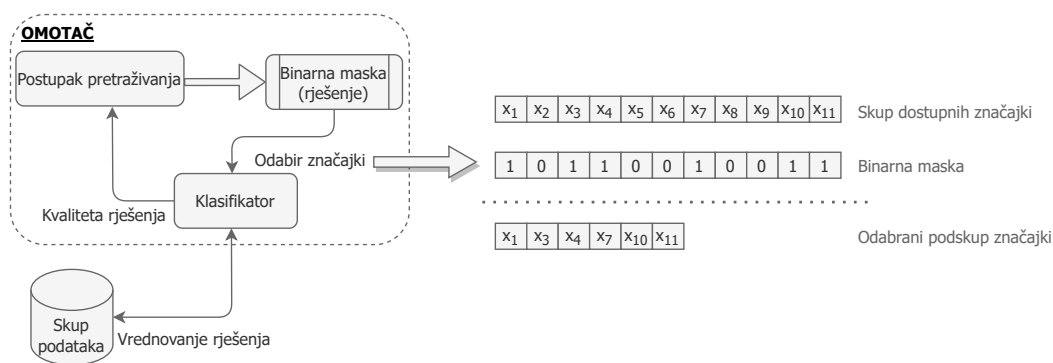 OMOTAČ
Postupak pretraživanja
Binarna maska
(rješenje)
Odabir značajki
Klasifikator
Kvaliteta rješenja
Skup
podataka
Vrednovanje rješenja
x₁ x₂ x₃ x₄ x₅ x₆ x₇ x₈ x₉ x₁₀ x₁₁
Skup dostupnih značajki
1 0 1 1 0 0 1 0 0 1 1
Binarna maska
x₁ x₃ x₄ x₇ x₁₀ x₁₁
Odabrani podskup značajki